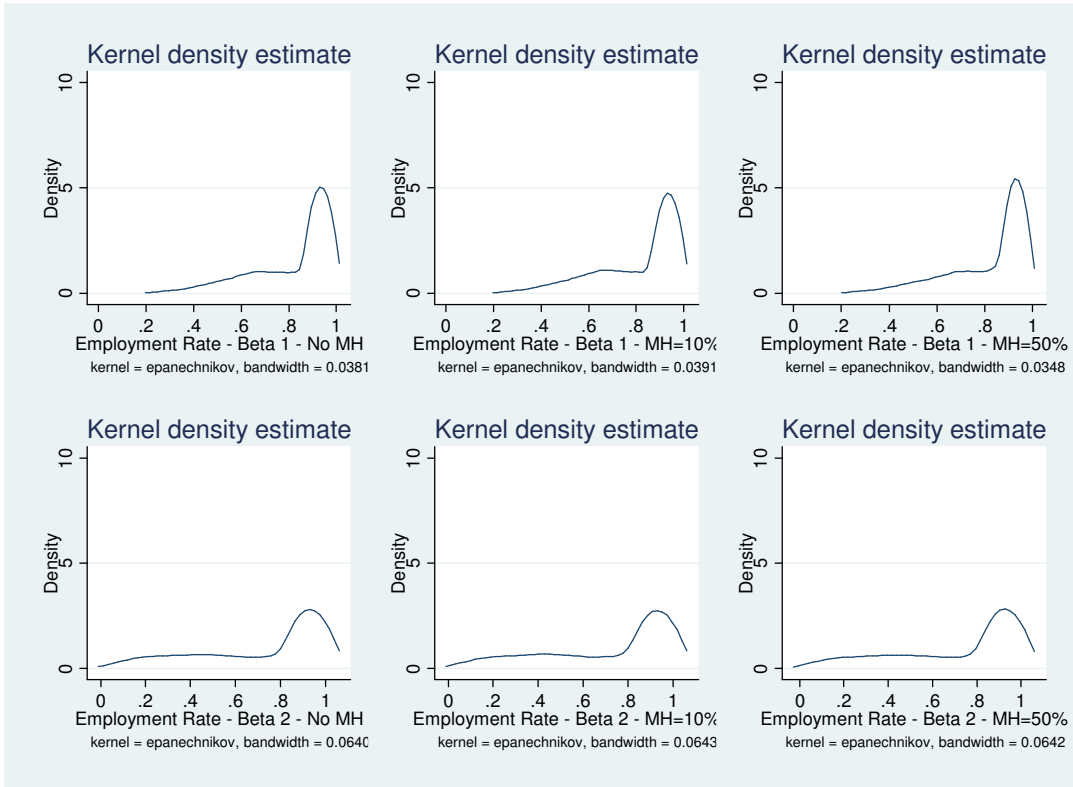 Kernel density estimate
10
5
0
Density
0 .2 .4 .6 .8 1
Employment Rate - Beta 1 - No MH
kernel = epanechnikov, bandwidth = 0.0381
Kernel density estimate
10
5
0
Density
0 .2 .4 .6 .8 1
Employment Rate - Beta 1 - MH=10%
kernel = epanechnikov, bandwidth = 0.0391
Kernel density estimate
10
5
0
Density
0 .2 .4 .6 .8 1
Employment Rate - Beta 1 - MH=50%
kernel = epanechnikov, bandwidth = 0.0348
Kernel density estimate
10
5
0
Density
0 .2 .4 .6 .8 1
Employment Rate - Beta 2 - No MH
kernel = epanechnikov, bandwidth = 0.0640
Kernel density estimate
10
5
0
Density
0 .2 .4 .6 .8 1
Employment Rate - Beta 2 - MH=10%
kernel = epanechnikov, bandwidth = 0.0643
Kernel density estimate
10
5
0
Density
0 .2 .4 .6 .8 1
Employment Rate - Beta 2 - MH=50%
kernel = epanechnikov, bandwidth = 0.0642